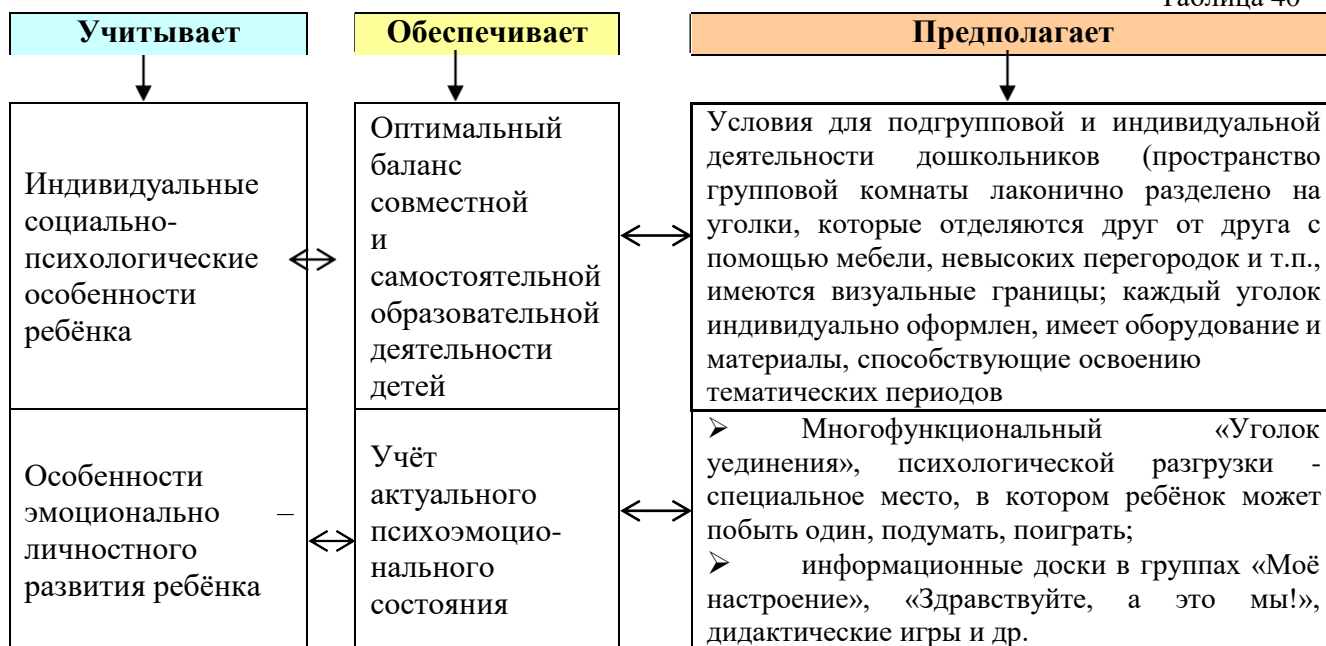 Таблица 40
Учитывает
Обеспечивает
Предполагает
Индивидуальные
социально-
психологические
особенности
ребёнка
Оптимальный
баланс
совместной
и
самостоятельной
образовательной
деятельности
детей
Условия для подгрупповой и индивидуальной
деятельности дошкольников (пространство
групповой комнаты лаконично разделено на
уголки, которые отделяются друг от друга с
помощью мебели, невысоких перегородок и т.п.,
имеются визуальные границы; каждый уголок
индивидуально оформлен, имеет оборудование и
материалы, способствующие освоению
тематических периодов
Особенности
эмоционально –
личностного
развития ребёнка
Учёт
актуального
психоэмоцио-
нального
состояния
➢ Многофункциональный «Уголок
уединения», психологической разгрузки -
специальное место, в котором ребёнок может
побыть один, подумать, поиграть;
➢ информационные доски в группах «Моё
настроение», «Здравствуйте, а это мы!»,
дидактические игры и др.